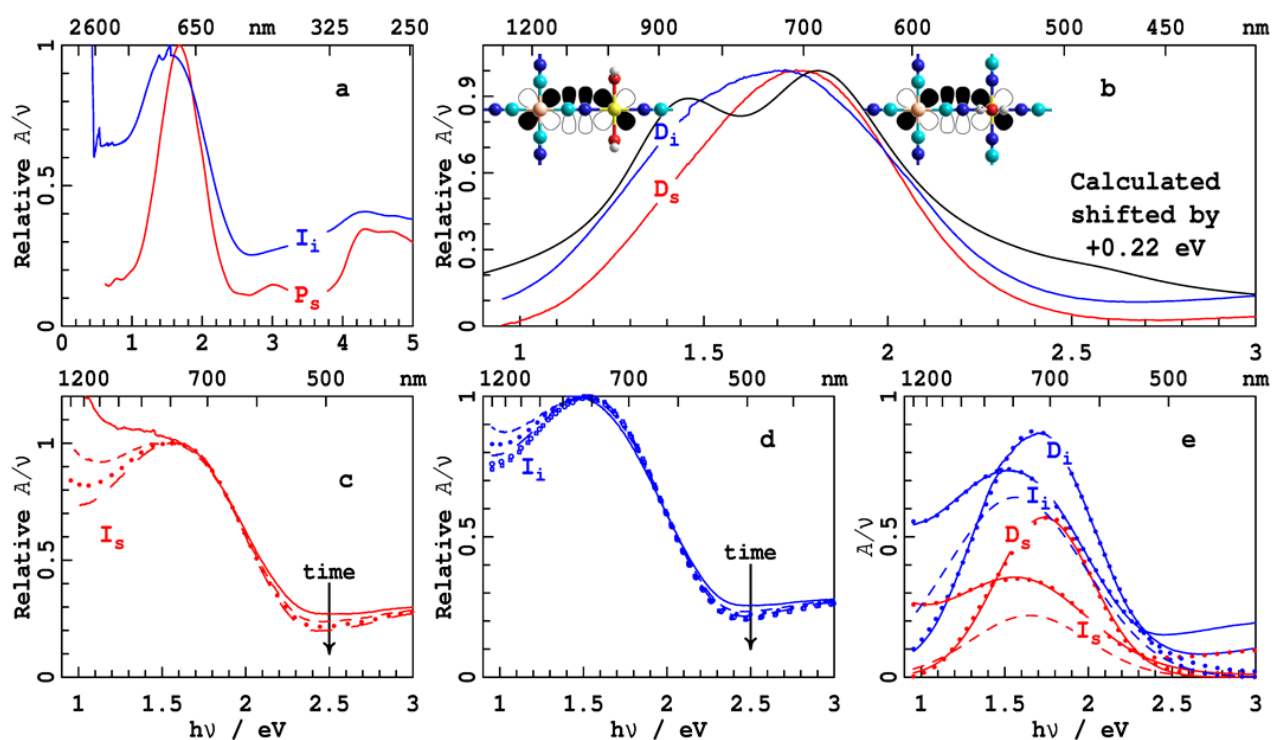 2600 650 nm 325 250
1200 900 700 600 500 450 nm
Relative A/ν
1
0.5
0
a
I_i
P_s
0 1 2 3 4 5
Relative A/ν
0.9
0.6
0.3
0
b
D_i
D_s
Calculated
shifted by
+0.22 eV
1 1.5 2 2.5 3
1200 700 500 nm
1200 700 500 nm
1200 700 500 nm
Relative A/ν
1
0.5
0
c
I_s
time
1 1.5 2 2.5 3
hν / eV
Relative A/ν
1
0.5
0
d
I_i
time
1 1.5 2 2.5 3
hν / eV
A/ν
1
0.5
0
e
D_i
I_i
D_s
I_s
1 1.5 2 2.5 3
hν / eV